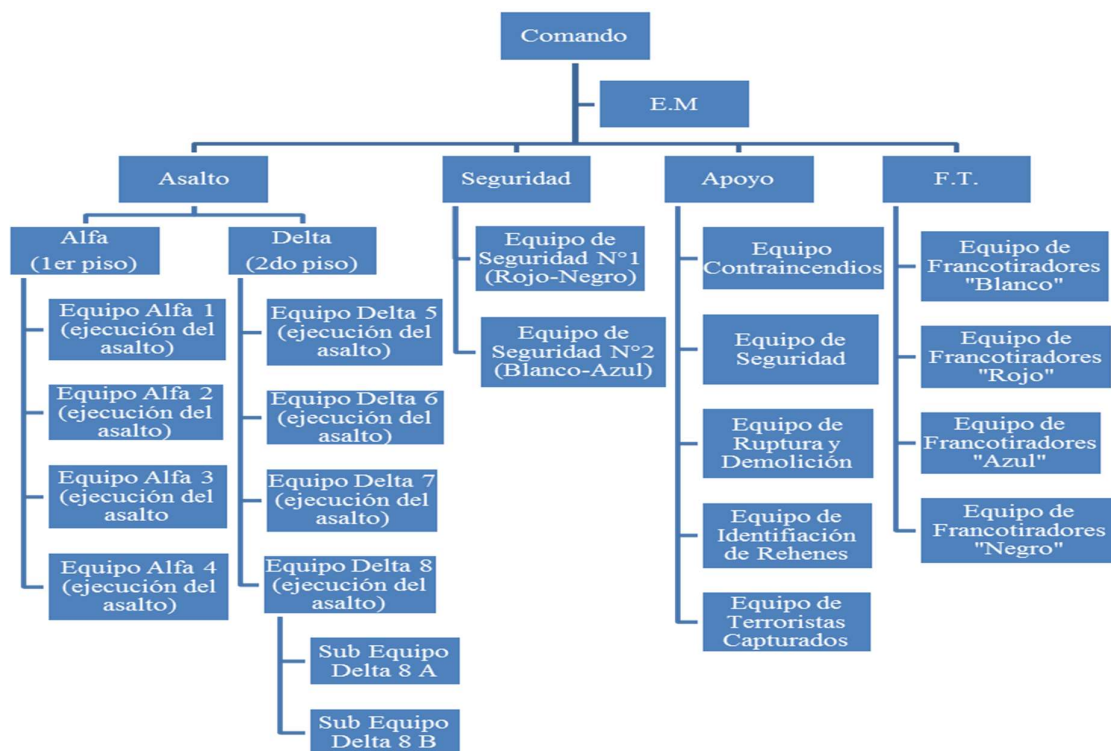 Comando
E.M
Asalto
Seguridad
Apoyo
F.T.
Alfa
(1er piso)
Equipo Alfa 1
(ejecución del
asalto)
Equipo Alfa 2
(ejecución del
asalto)
Equipo Alfa 3
(ejecución del
asalto
Equipo Alfa 4
(ejecución del
asalto)
Delta
(2do piso)
Equipo Delta 5
(ejecución del
asalto)
Equipo Delta 6
(ejecución del
asalto)
Equipo Delta 7
(ejecución del
asalto)
Equipo Delta 8
(ejecución del
asalto)
Sub Equipo
Delta 8 A
Sub Equipo
Delta 8 B
Equipo de
Seguridad N°1
(Rojo-Negro)
Equipo de
Seguridad N°2
(Blanco-Azul)
Equipo
Contraincendios
Equipo de
Seguridad
Equipo de
Ruptura y
Demolición
Equipo de
Identifiación
de Rehenes
Equipo de
Terroristas
Capturados
Equipo de
Francotiradores
"Blanco"
Equipo de
Francotiradores
"Rojo"
Equipo de
Francotiradores
"Azul"
Equipo de
Francotiradores
"Negro"